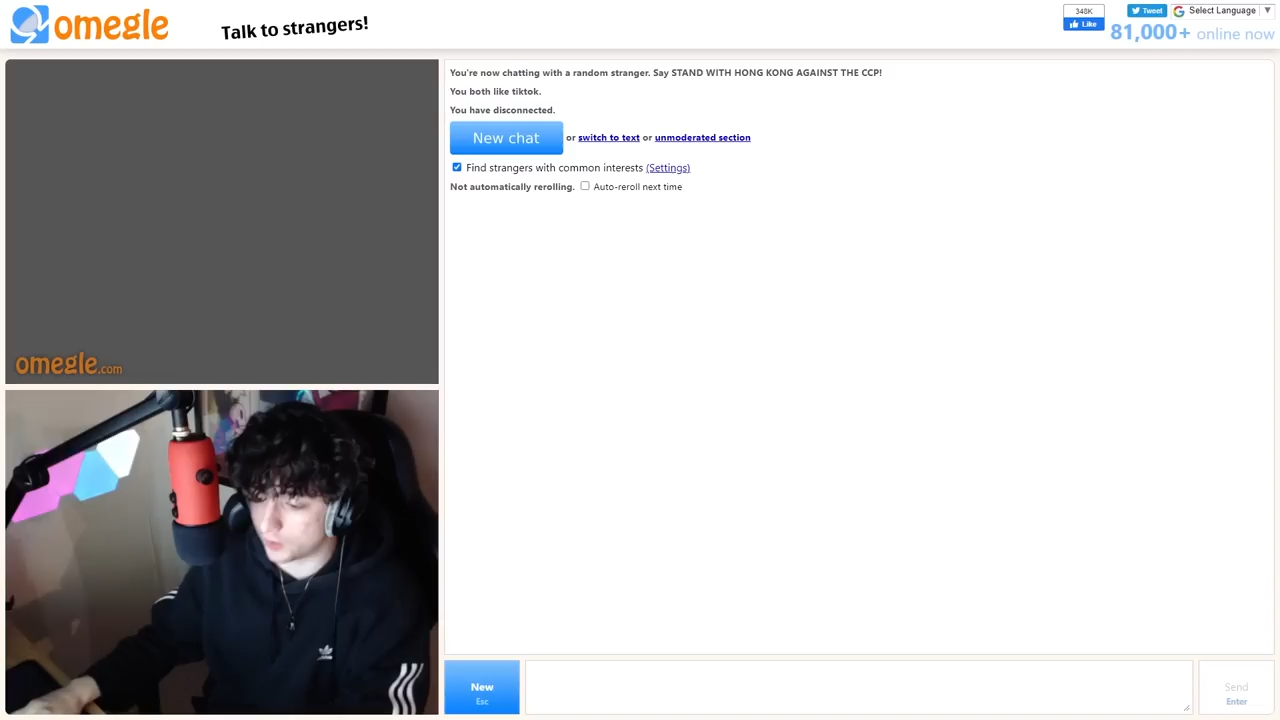 omegle
Talk to strangers!
348K
Like
Tweet
Select Language ▼
81,000+ online now
You're now chatting with a random stranger. Say STAND WITH HONG KONG AGAINST THE CCP!
You both like tiktok.
You have disconnected.
New chat or switch to text or unmoderated section
Find strangers with common interests (Settings)
Not automatically rerolling. Auto-reroll next time
omegle.com
New
Esc
Send
Enter